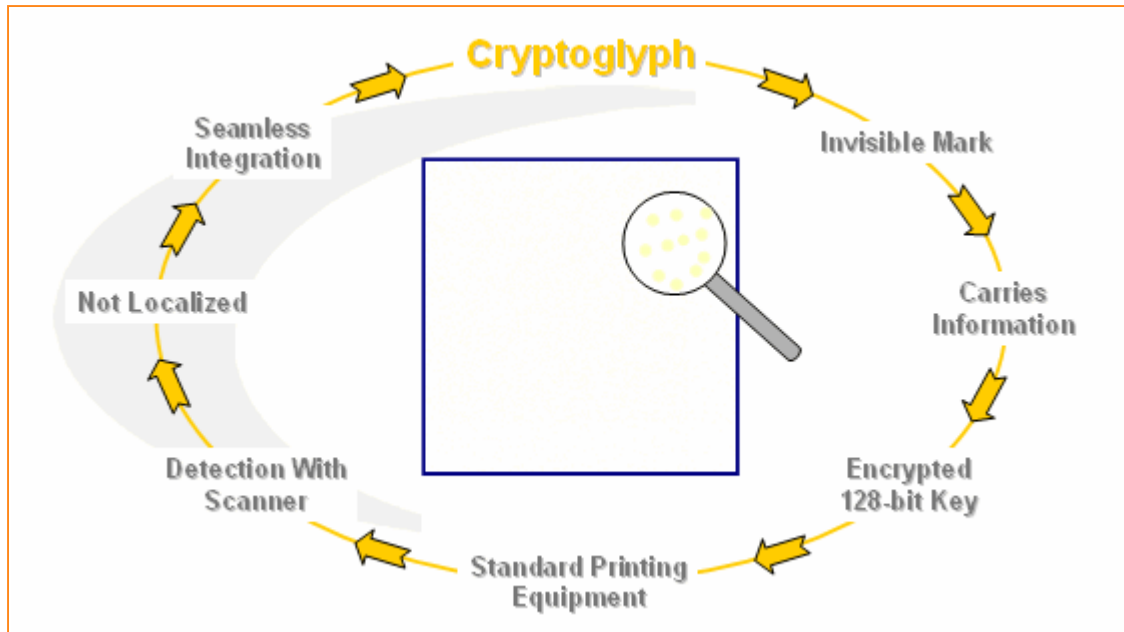 Cryptoglyph
Invisible Mark
Carries
Information
Encrypted
128-bit Key
Standard Printing
Equipment
Detection With
Scanner
Not Localized
Seamless
Integration